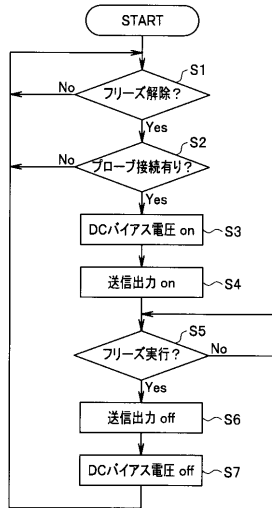 START
S1
フリーズ解除？
No
Yes
S2
プローブ接続有り？
No
Yes
DCバイアス電圧 on
S3
送信出力 on
S4
S5
フリーズ実行？
No
Yes
送信出力 off
S6
DCバイアス電圧 off
S7